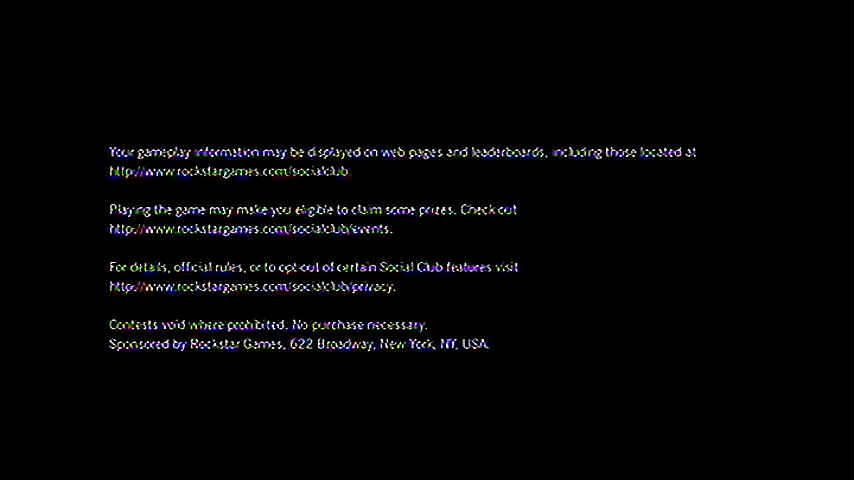 Your gameplay information may be displayed on web pages and leaderboards, including those located at
http://www.rockstargames.com/socialclub
Playing the game may make you eligible to claim some prizes. Check out
http://www.rockstargames.com/socialclub/events.
For details, official rules, or to opt-out of certain Social Club features visit
http://www.rockstargames.com/socialclub/privacy.
Contests void where prohibited. No purchase necessary.
Sponsored by Rockstar Games, 622 Broadway, New York, NY, USA.